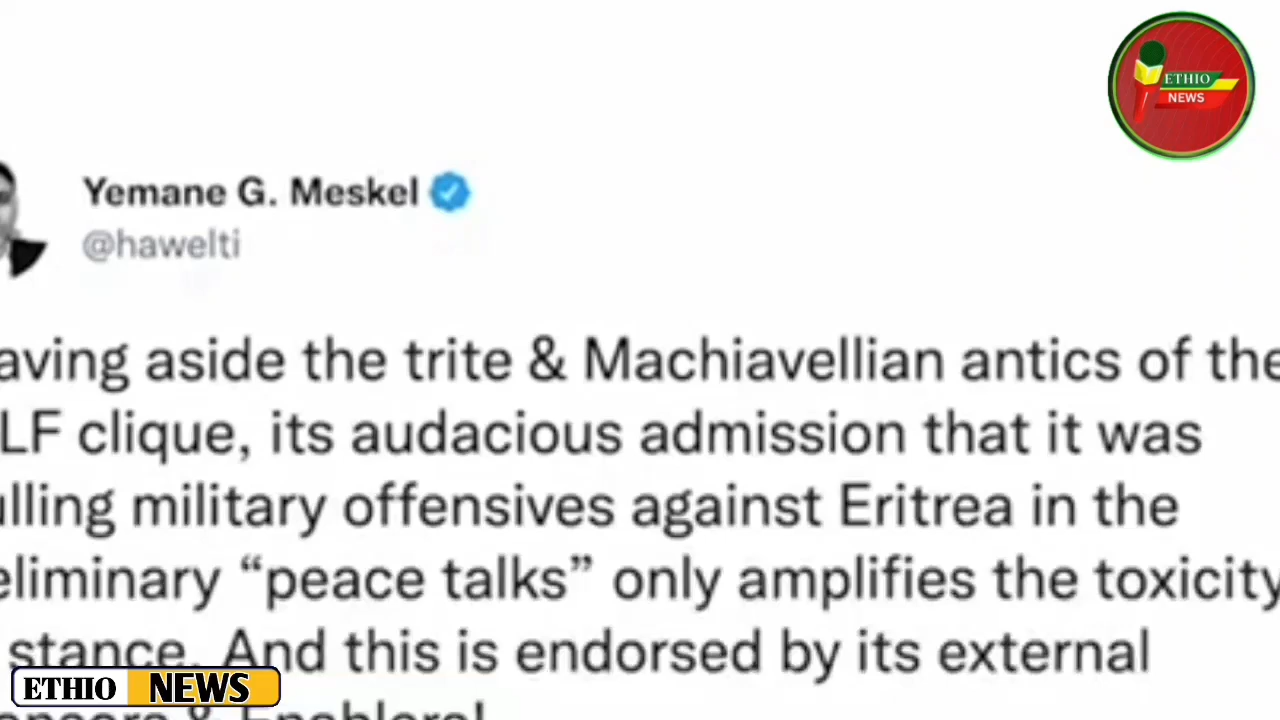 ETHIO
NEWS
Yemane G. Meskel
@hawelti
aving aside the trite & Machiavellian antics of the
LF clique, its audacious admission that it was
lling military offensives against Eritrea in the
eliminary “peace talks” only amplifies the toxicity
stance. And this is endorsed by its external
& Enablers!
ETHIO NEWS